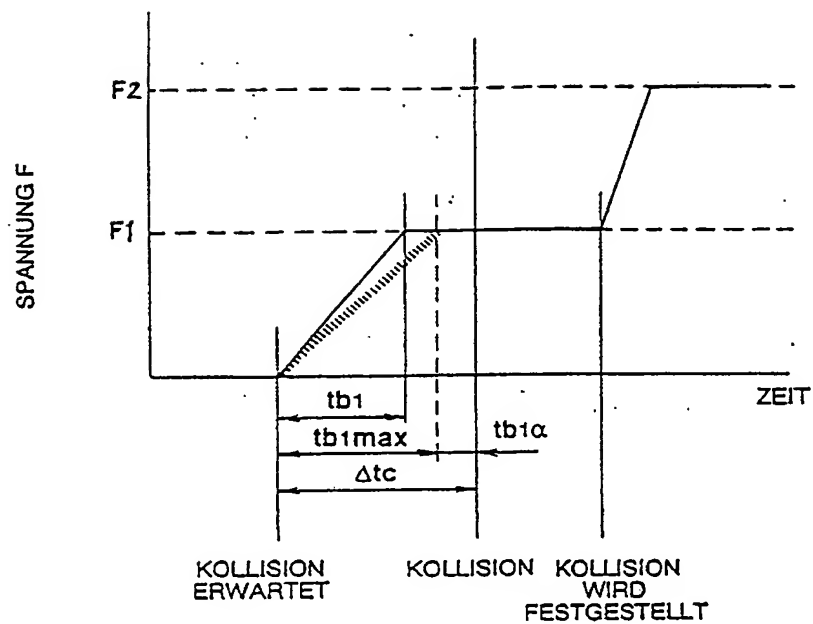 F2
SPANNUNG F
F1
ZEIT
tb1
tb1max
tb1α
Δtc
KOLLISION
ERWARTET
KOLLISION
KOLLISION
WIRD
FESTGESTELLT